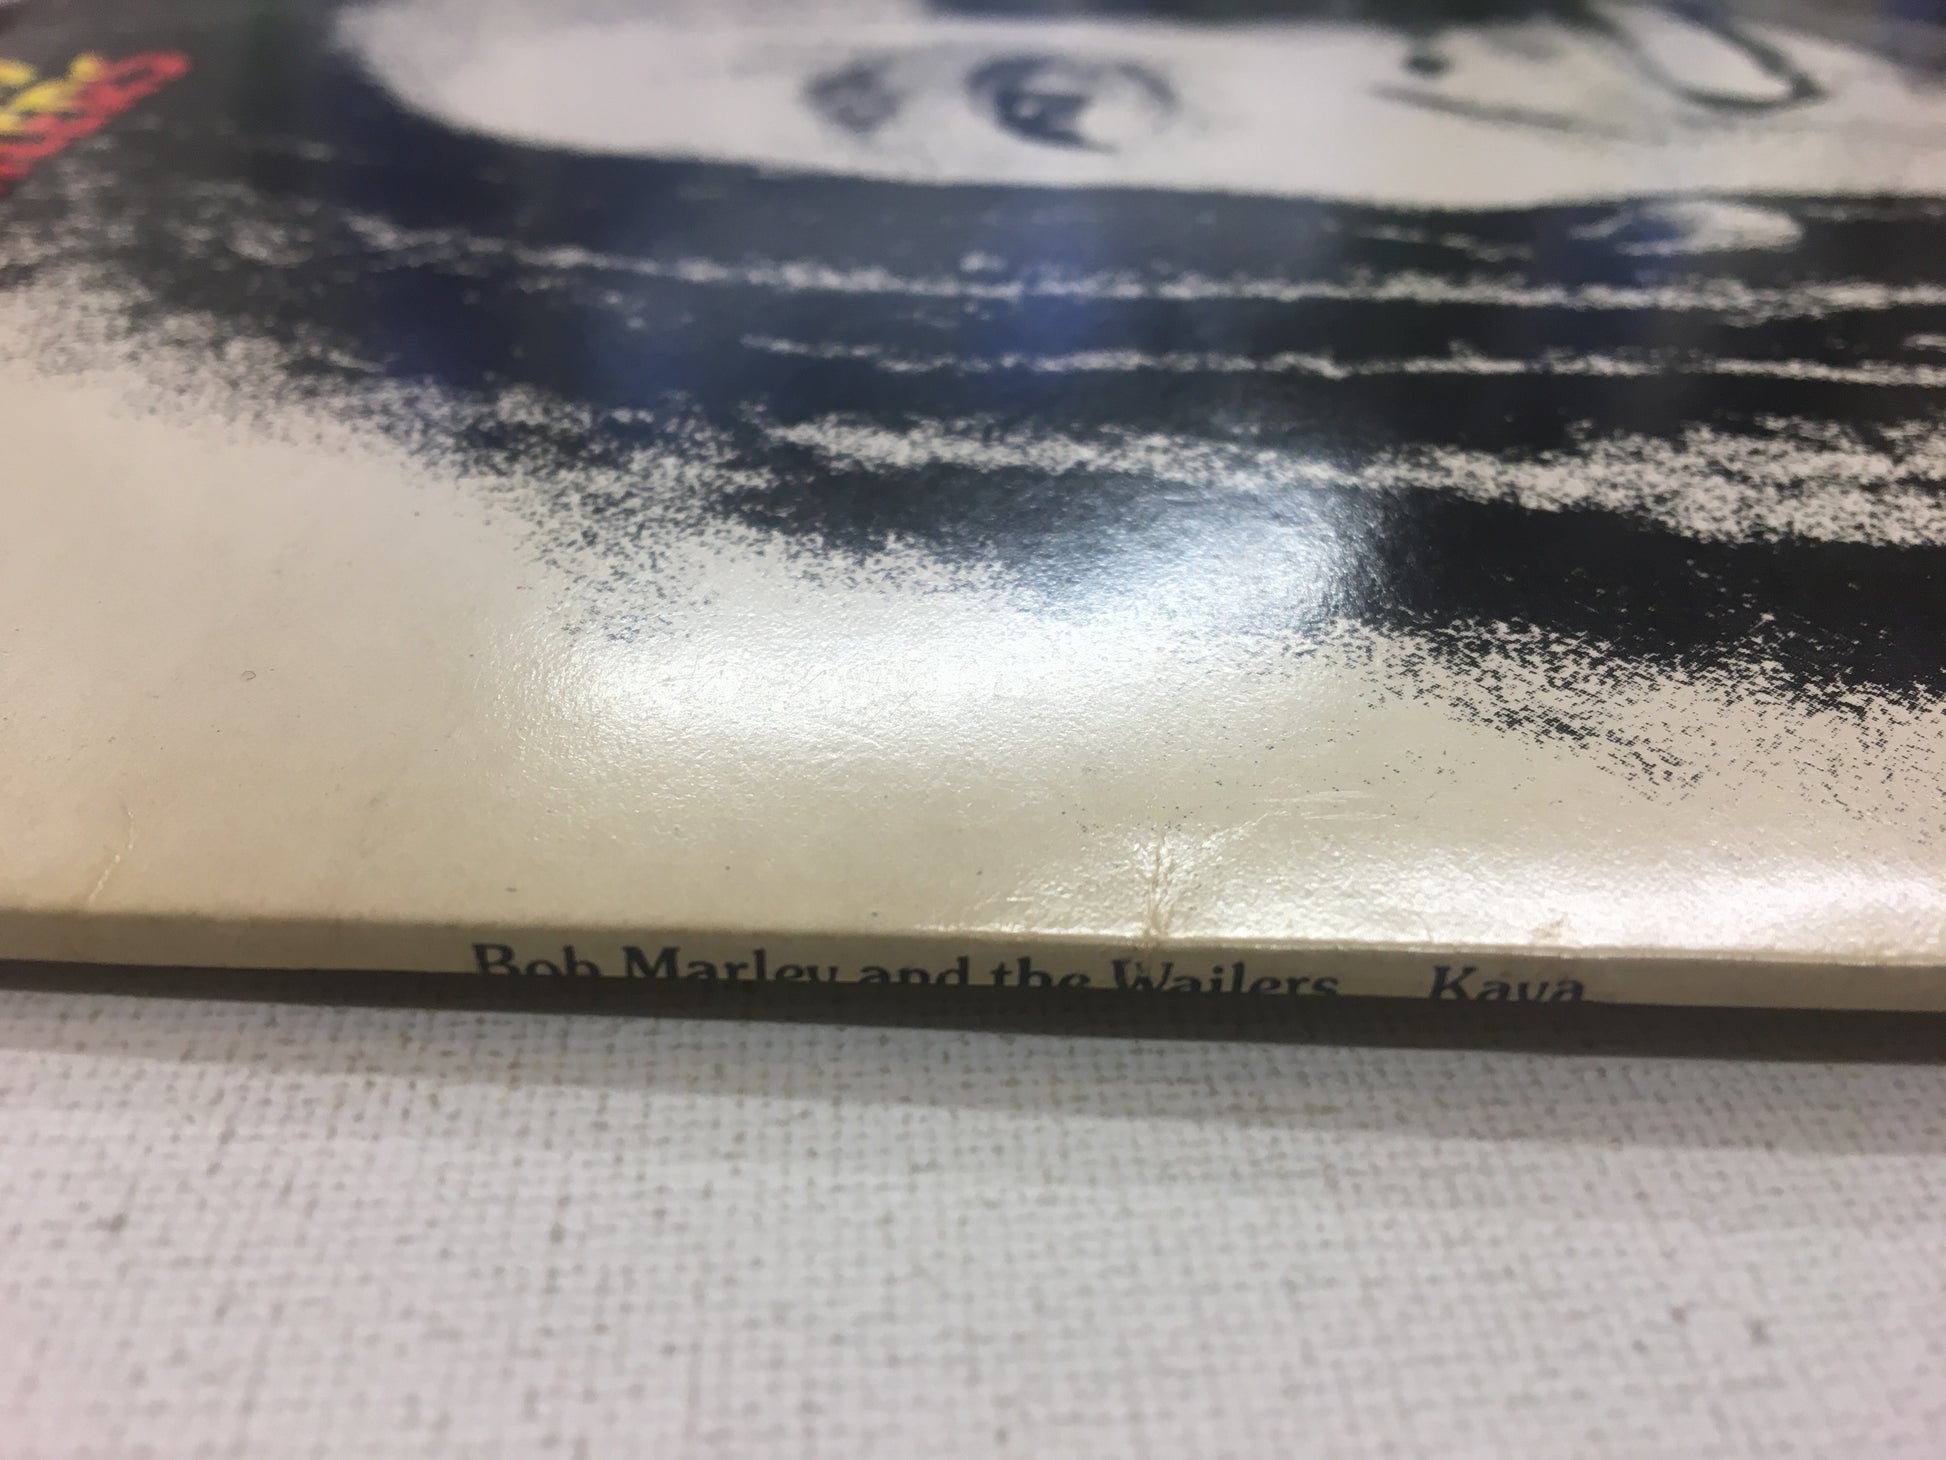 Bob Marley and the Wailers Kaya